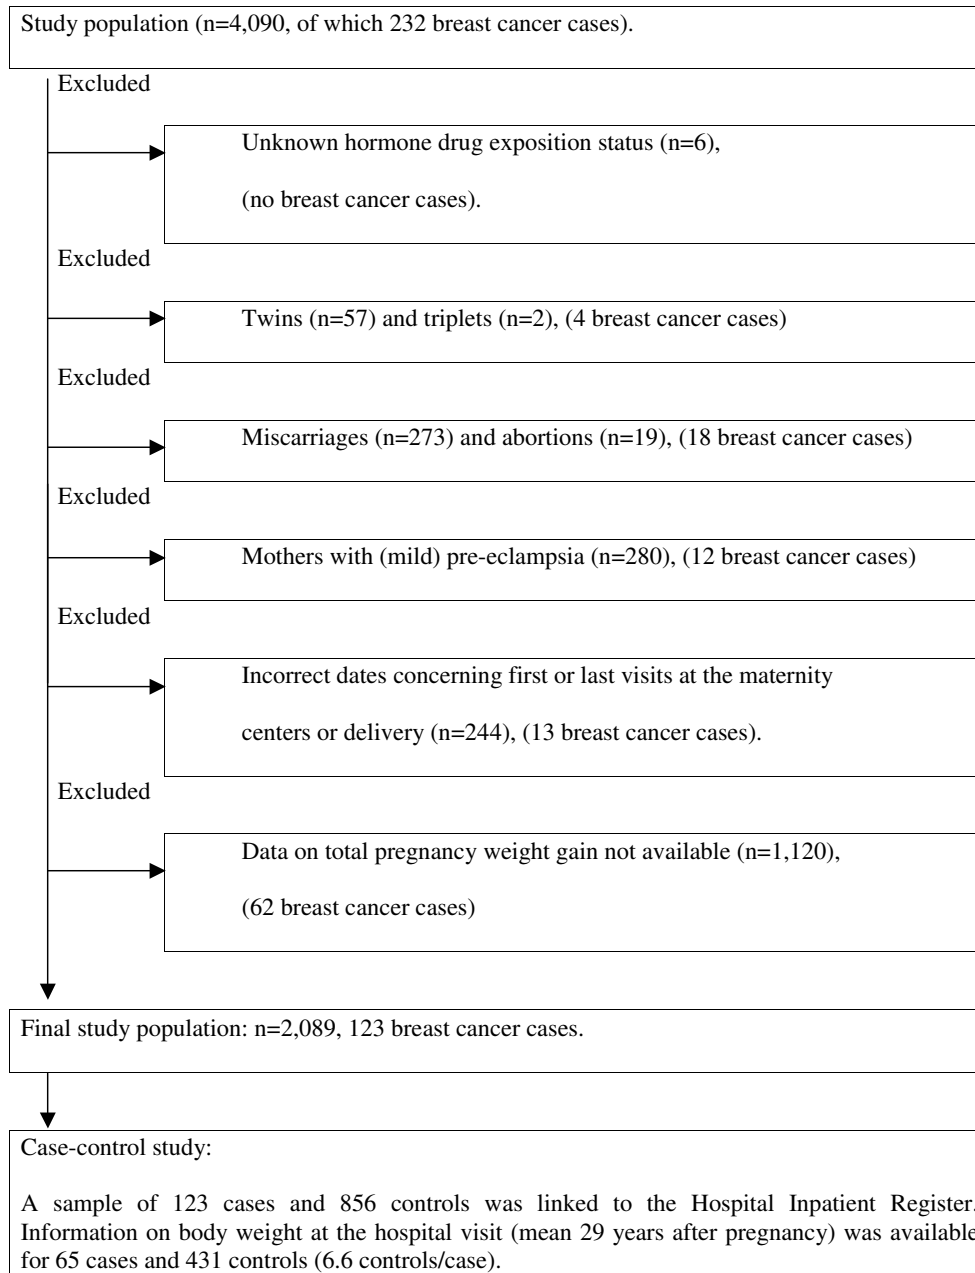 Study population (n=4,090, of which 232 breast cancer cases).
Excluded
Unknown hormone drug exposition status (n=6),
(no breast cancer cases).
Excluded
Twins (n=57) and triplets (n=2), (4 breast cancer cases)
Excluded
Miscarriages (n=273) and abortions (n=19), (18 breast cancer cases)
Excluded
Mothers with (mild) pre-eclampsia (n=280), (12 breast cancer cases)
Excluded
Incorrect dates concerning first or last visits at the maternity
centers or delivery (n=244), (13 breast cancer cases).
Excluded
Data on total pregnancy weight gain not available (n=1,120),
(62 breast cancer cases)
Final study population: n=2,089, 123 breast cancer cases.
Case-control study:
A sample of 123 cases and 856 controls was linked to the Hospital Inpatient Register.
Information on body weight at the hospital visit (mean 29 years after pregnancy) was available
for 65 cases and 431 controls (6.6 controls/case).